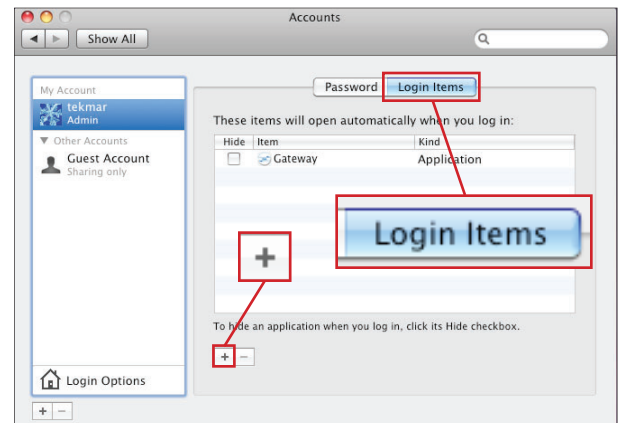 Accounts
Show All
My Account
tekmar
Admin
Other Accounts
Guest Account
Sharing only
Login Options
+ −
Password Login Items
These items will open automatically when you log in:
Hide Item Kind
Gateway Application
Login Items
+
To hide an application when you log in, click its Hide checkbox.
+ −